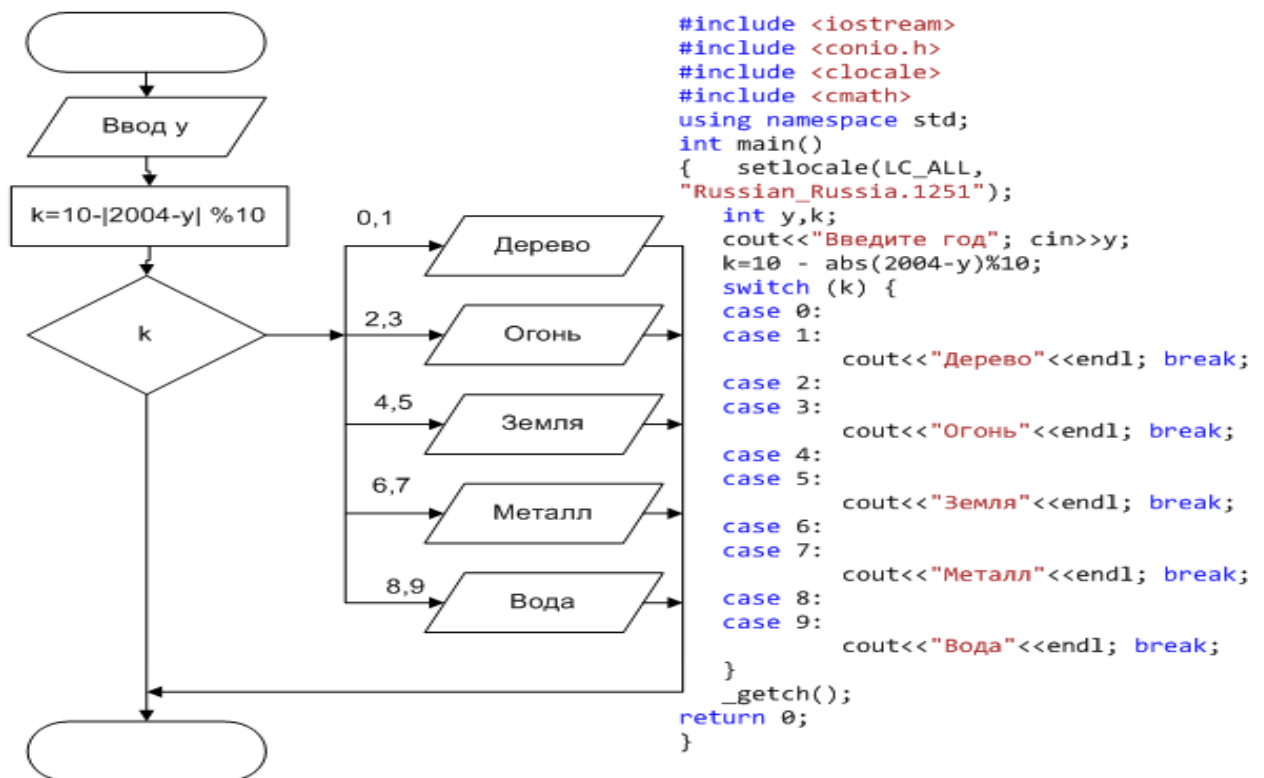 Ввод y
k=10-|2004-y| %10
k
0,1
Дерево
2,3
Огонь
4,5
Земля
6,7
Металл
8,9
Вода
#include <iostream>
#include <conio.h>
#include <clocale>
#include <cmath>
using namespace std;
int main()
{ setlocale(LC_ALL,
"Russian_Russia.1251");
int y,k;
cout<<"Введите год"; cin>>y;
k=10 - abs(2004-y)%10;
switch (k) {
case 0:
case 1:
cout<<"Дерево"<<endl; break;
case 2:
case 3:
cout<<"Огонь"<<endl; break;
case 4:
case 5:
cout<<"Земля"<<endl; break;
case 6:
case 7:
cout<<"Металл"<<endl; break;
case 8:
case 9:
cout<<"Вода"<<endl; break;
}
_getch();
return 0;
}